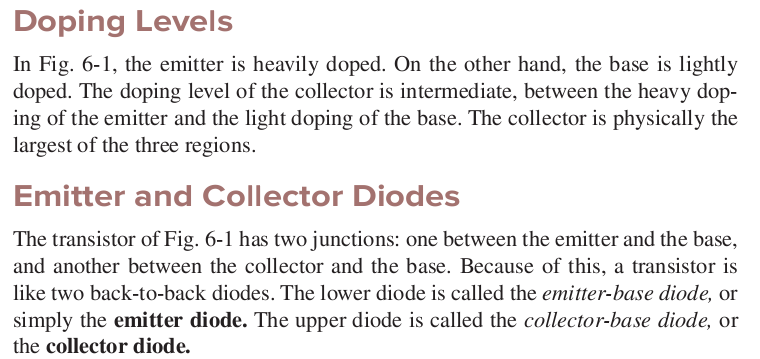 Doping Levels
In Fig. 6-1, the emitter is heavily doped. On the other hand, the base is lightly
doped. The doping level of the collector is intermediate, between the heavy dop-
ing of the emitter and the light doping of the base. The collector is physically the
largest of the three regions.
Emitter and Collector Diodes
The transistor of Fig. 6-1 has two junctions: one between the emitter and the base,
and another between the collector and the base. Because of this, a transistor is
like two back-to-back diodes. The lower diode is called the emitter-base diode, or
simply the emitter diode. The upper diode is called the collector-base diode, or
the collector diode.